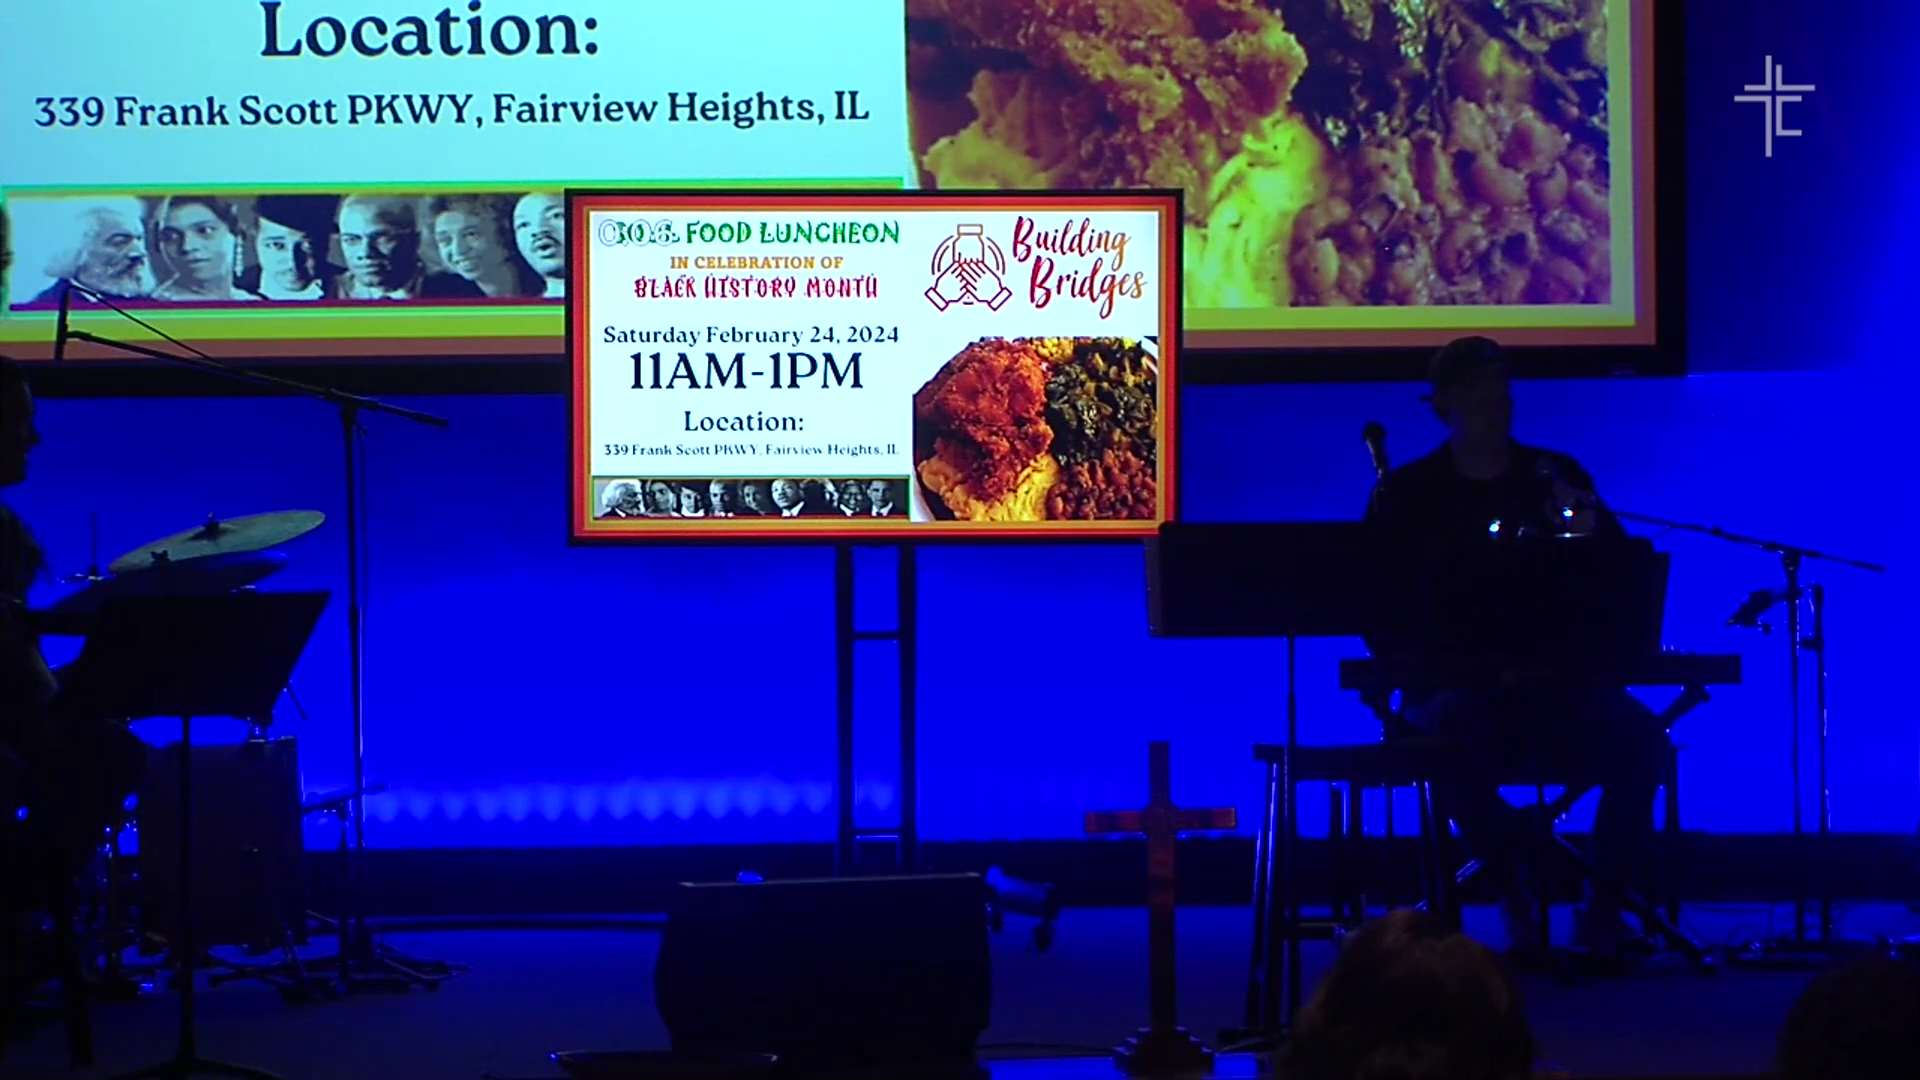 Location:
339 Frank Scott PKWY, Fairview Heights, IL
FOOD LUNCHEON
IN CELEBRATION OF
BLACK HISTORY MONTH
Saturday February 24, 2024
11AM-1PM
Location:
339 Frank Scott PKWY, Fairview Heights, IL
Building
Bridges